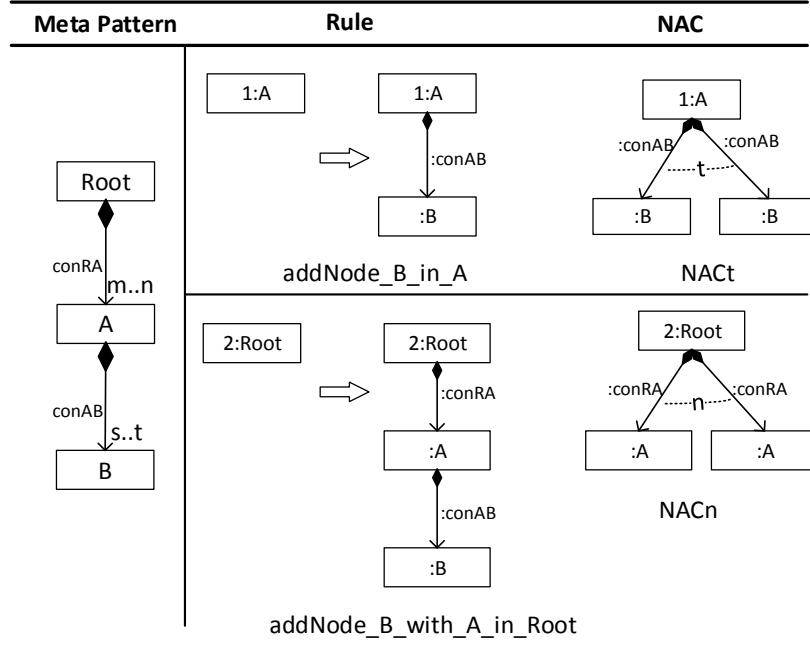 Meta Pattern Rule NAC
Root
conRA
m..n
A
conAB
s..t
B
1:A 1:A
:conAB
:B
addNode_B_in_A
1:A
:conAB :conAB
t
:B :B
NACt
2:Root 2:Root
:conRA
:A
:conAB
:B
addNode_B_with_A_in_Root
2:Root
:conRA :conRA
n
:A :A
NACn